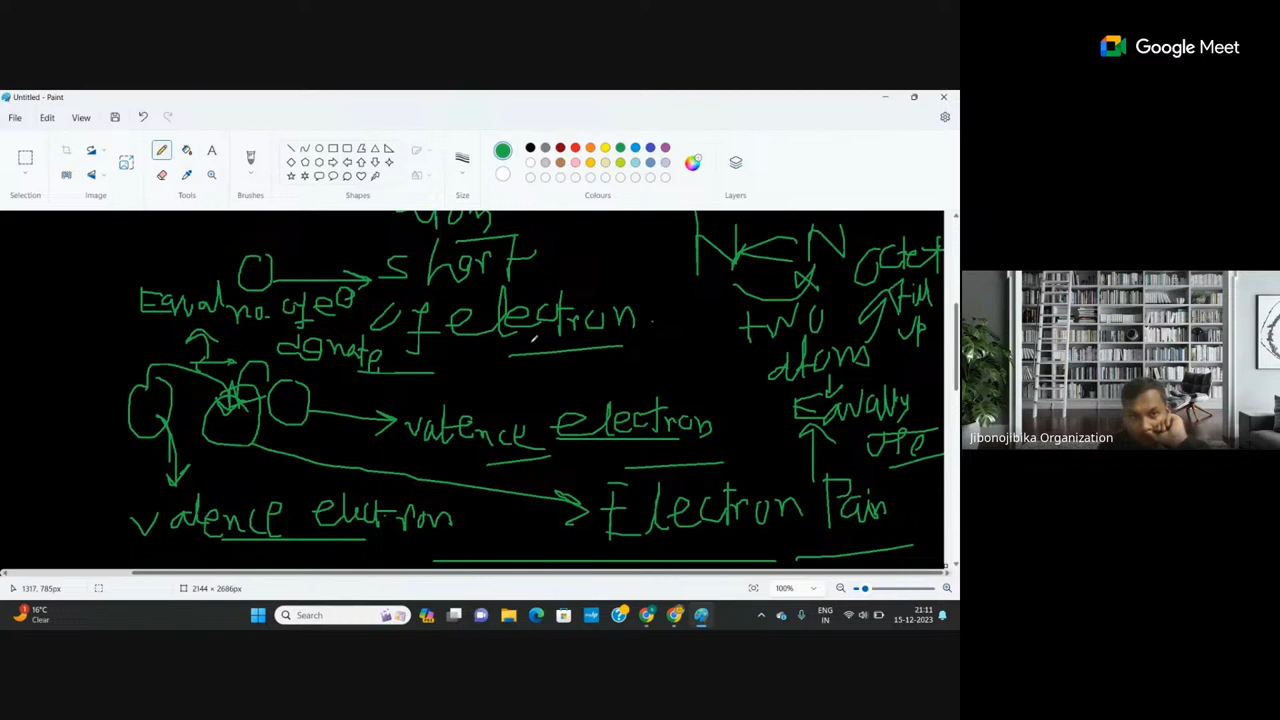 Google Meet
Untitled - Paint
File Edit View
Selection Image Tools Brushes Shapes Size Colours Layers
atom
short
of electron
Equal no. of e
donate
valence electron
valence electron
Electron Pair
N N
two
atoms
Equally
Octet
fill
up
Jibonojibika Organization
1317, 785px 2144 × 2686px 100%
16°C
Clear
Search
ENG
IN
21:11
15-12-2023